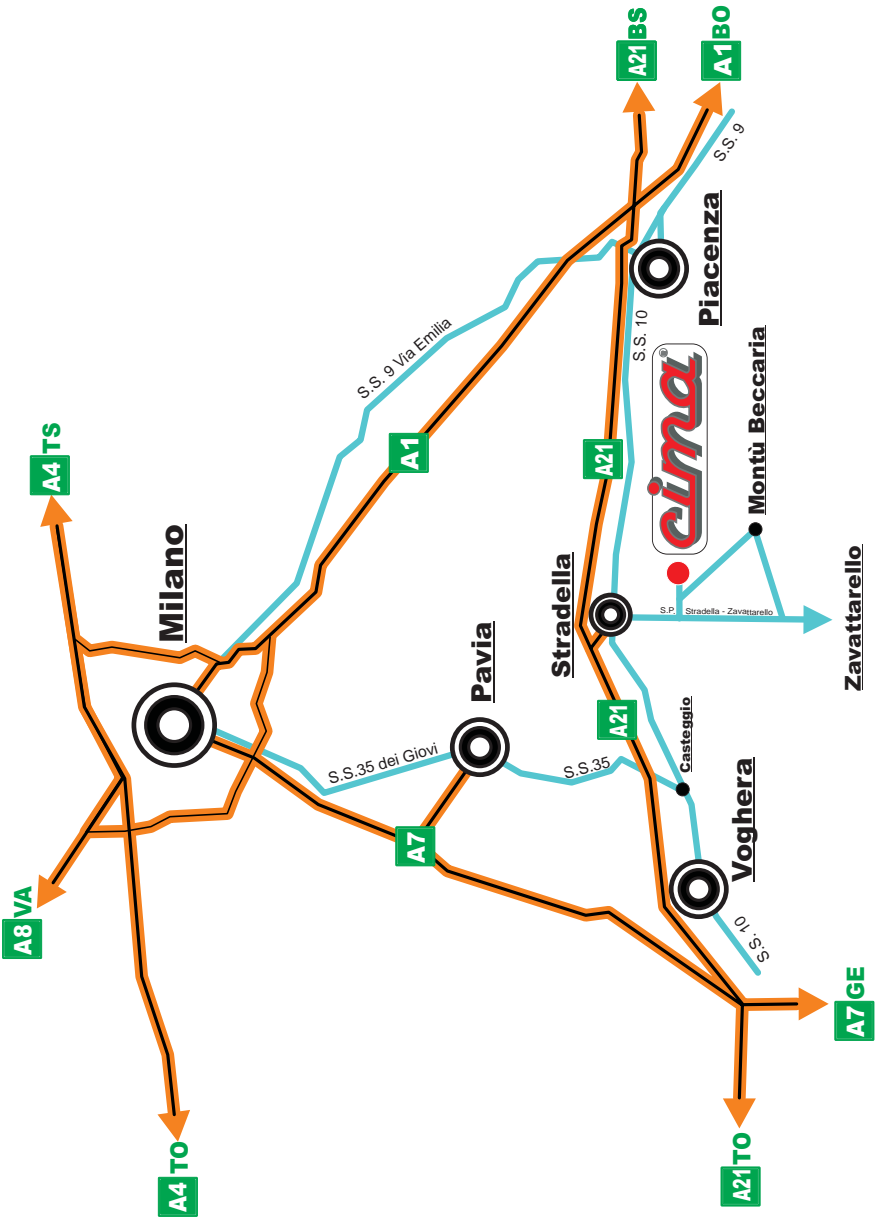 A4 TO
A8 VA
A4 TS
Milano
S.S. 9 Via Emilia
A1
S.S.35 dei Giovi
Pavia
A7
S.S.35
A21 BS
A1 BO
S.S. 9
Piacenza
S.S. 10
A21
cima®
Montù Beccaria
Stradella
S.P. Stradella - Zavattarello
Zavattarello
A21
Casteggio
Voghera
S.S. 10
A7 GE
A21 TO